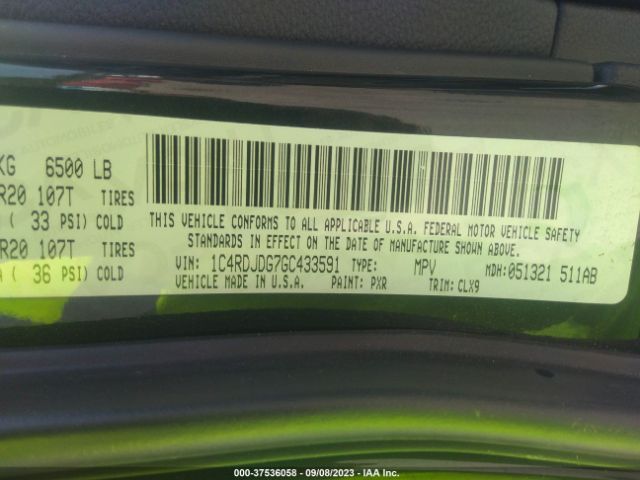 KG 6500 LB
R20 107T TIRES
( 33 PSI) COLD
R20 107T TIRES
( 36 PSI) COLD
THIS VEHICLE CONFORMS TO ALL APPLICABLE U.S.A. FEDERAL MOTOR VEHICLE SAFETY
STANDARDS IN EFFECT ON THE DATE OF MANUFACTURE SHOWN ABOVE.
VIN: 1C4RDJDG7GC433591 TYPE: MPV MDH: 051321 511AB
VEHICLE MADE IN U.S.A. PAINT: PXR TRIM: CLX9
000-37536058 - 09/08/2023 - IAA Inc.